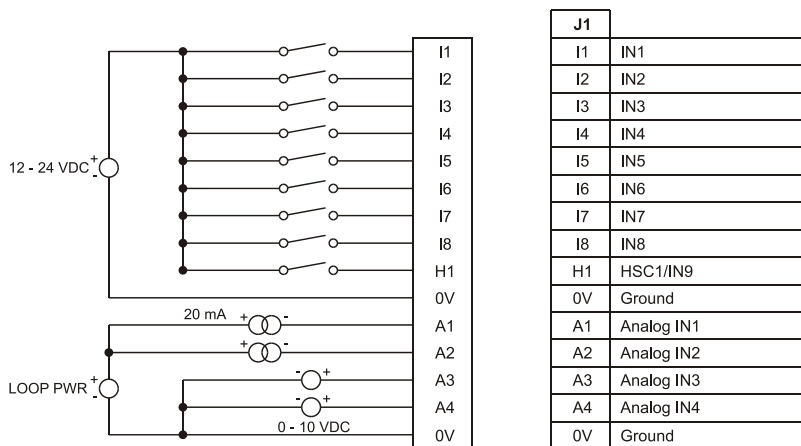 12 - 24 VDC
+
-
I1
I2
I3
I4
I5
I6
I7
I8
H1
0V
20 mA
+ -
A1
+ -
A2
LOOP PWR
+
-
- +
A3
- +
A4
0 - 10 VDC
0V
J1
I1 IN1
I2 IN2
I3 IN3
I4 IN4
I5 IN5
I6 IN6
I7 IN7
I8 IN8
H1 HSC1/IN9
0V Ground
A1 Analog IN1
A2 Analog IN2
A3 Analog IN3
A4 Analog IN4
0V Ground